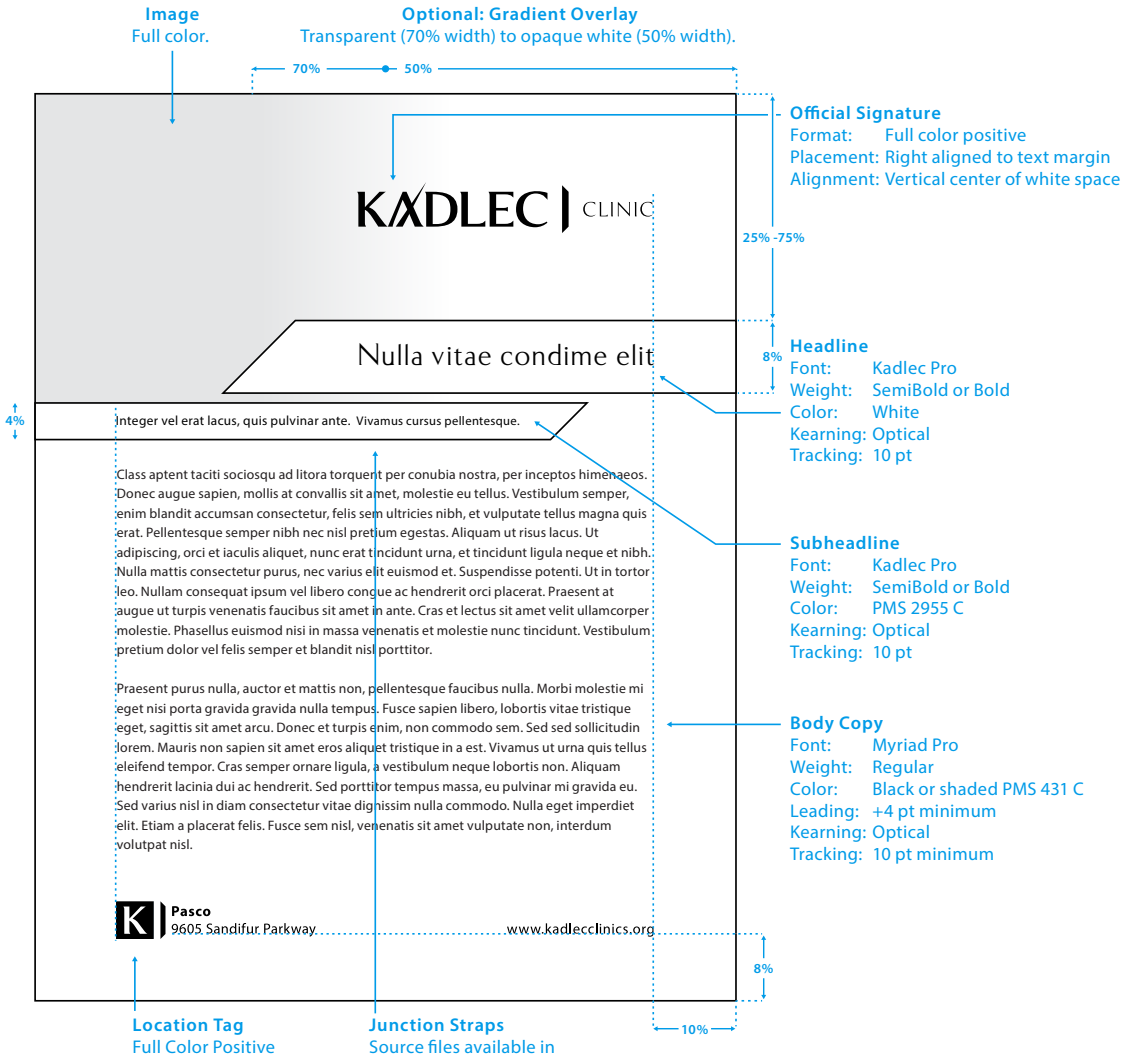 Image
Full color.
Optional: Gradient Overlay
Transparent (70% width) to opaque white (50% width).
70%
50%
Official Signature
Format: Full color positive
Placement: Right aligned to text margin
Alignment: Vertical center of white space
KADLEC CLINIC
25% -75%
Nulla vitae condime elit
8%
Headline
Font: Kadlec Pro
Weight: SemiBold or Bold
Color: White
Kearning: Optical
Tracking: 10 pt
4%
Integer vel erat lacus, quis pulvinar ante. Vivamus cursus pellentesque.
Class aptent taciti sociosqu ad litora torquent per conubia nostra, per inceptos himenaeos.
Donec augue sapien, mollis at convallis sit amet, molestie eu tellus. Vestibulum semper,
enim blandit accumsan consectetur, felis sem ultricies nibh, et vulputate tellus magna quis
erat. Pellentesque semper nibh nec nisl pretium egestas. Aliquam ut risus lacus. Ut
adipiscing, orci et iaculis aliquet, nunc erat tincidunt urna, et tincidunt ligula neque et nibh.
Nulla mattis consectetur purus, nec varius elit euismod et. Suspendisse potenti. Ut in tortor
leo. Nullam consequat ipsum vel libero congue ac hendrerit orci placerat. Praesent at
augue ut turpis venenatis faucibus sit amet in ante. Cras et lectus sit amet velit ullamcorper
molestie. Phasellus euismod nisi in massa venenatis et molestie nunc tincidunt. Vestibulum
pretium dolor vel felis semper et blandit nisl porttitor.
Subheadline
Font: Kadlec Pro
Weight: SemiBold or Bold
Color: PMS 2955 C
Kearning: Optical
Tracking: 10 pt
Praesent purus nulla, auctor et mattis non, pellentesque faucibus nulla. Morbi molestie mi
eget nisi porta gravida gravida nulla tempus. Fusce sapien libero, lobortis vitae tristique
eget, sagittis sit amet arcu. Donec et turpis enim, non commodo sem. Sed sed sollicitudin
lorem. Mauris non sapien sit amet eros aliquet tristique in a est. Vivamus ut urna quis tellus
eleifend tempor. Cras semper ornare ligula, a vestibulum neque lobortis non. Aliquam
hendrerit lacinia dui ac hendrerit. Sed porttitor tempus massa, eu pulvinar mi gravida eu.
Sed varius nisl in diam consectetur vitae dignissim nulla commodo. Nulla eget imperdiet
elit. Etiam a placerat felis. Fusce sem nisl, venenatis sit amet vulputate non, interdum
volutpat nisl.
Body Copy
Font: Myriad Pro
Weight: Regular
Color: Black or shaded PMS 431 C
Leading: +4 pt minimum
Kearning: Optical
Tracking: 10 pt minimum
K
Pasco
9605 Sandifur Parkway
www.kadlecclinics.org
8%
10%
Location Tag
Full Color Positive
Junction Straps
Source files available in